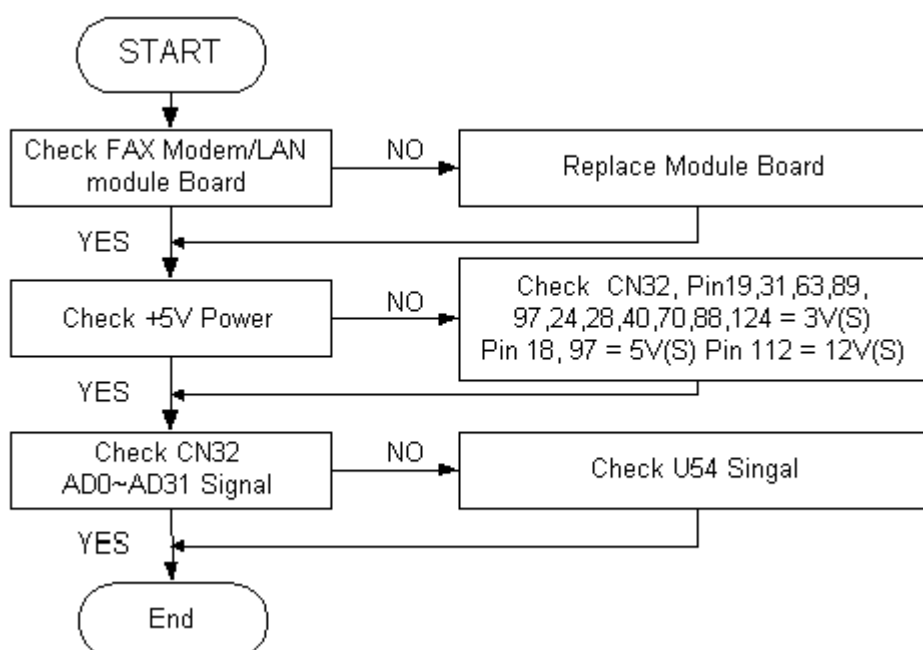 START
Check FAX Modem/LAN
module Board
NO
Replace Module Board
YES
Check +5V Power
NO
Check CN32, Pin19,31,63,89,
97,24,28,40,70,88,124 = 3V(S)
Pin 18, 97 = 5V(S) Pin 112 = 12V(S)
YES
Check CN32
AD0~AD31 Signal
NO
Check U54 Singal
YES
End